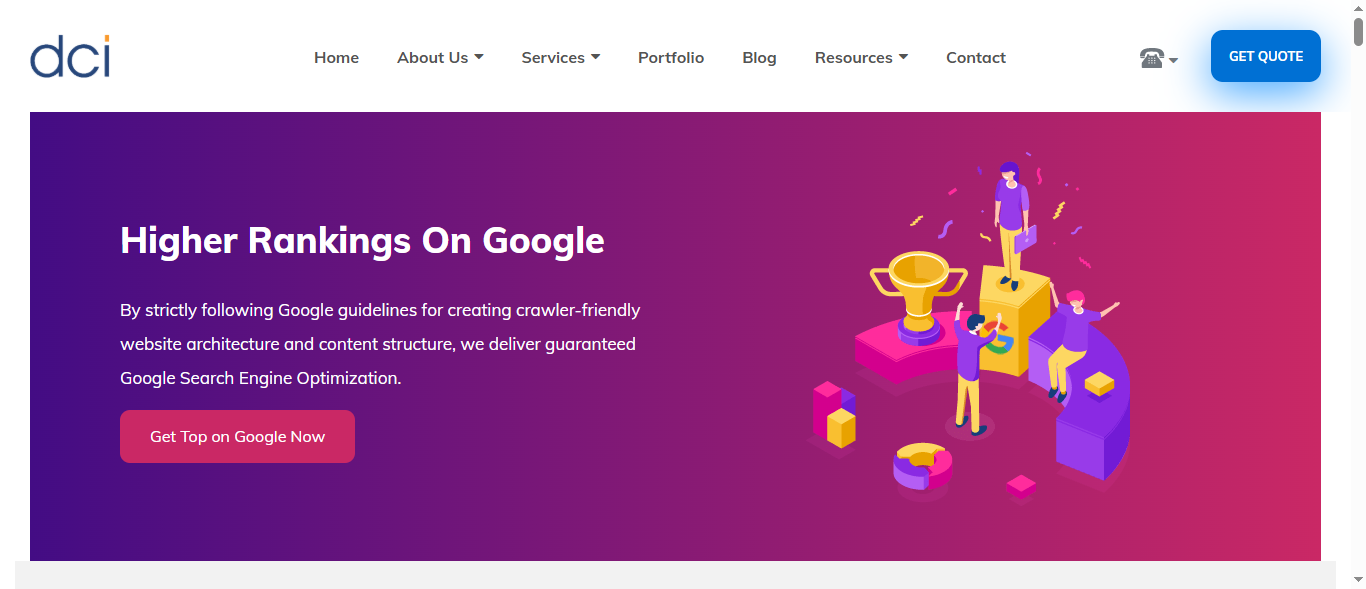 dci
Home
About Us
Services
Portfolio
Blog
Resources
Contact
GET QUOTE
Higher Rankings On Google
By strictly following Google guidelines for creating crawler-friendly
website architecture and content structure, we deliver guaranteed
Google Search Engine Optimization.
Get Top on Google Now